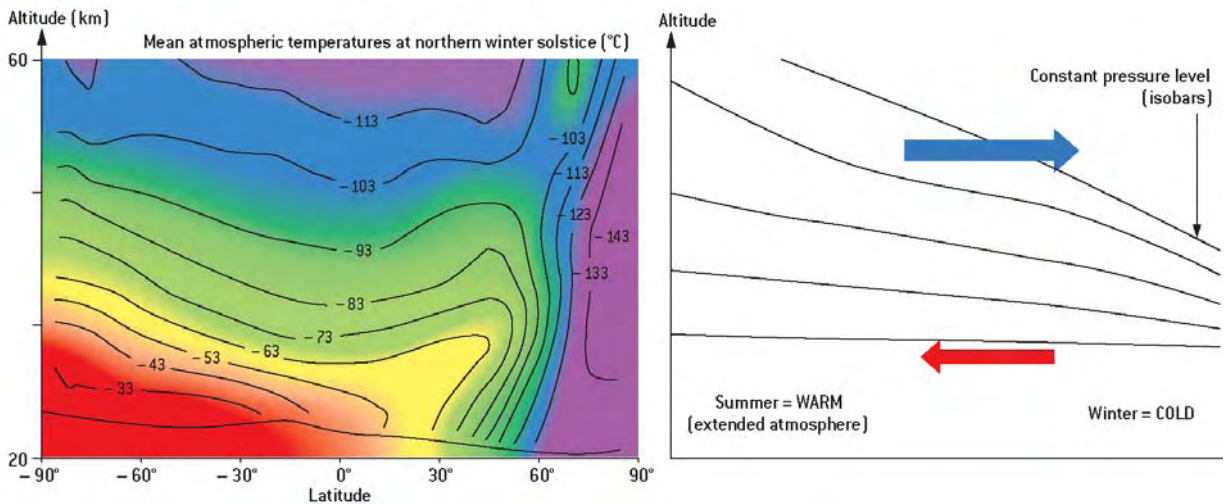 Altitude (km)
Mean atmospheric temperatures at northern winter solstice (°C)
60
20
−113
−103
−93
−83
−73
−63
−53
−43
−33
−103
−113
−123
−143
−133
−90°
−60°
−30°
0°
30°
60°
90°
Latitude
Altitude
Constant pressure level
(isobars)
Summer = WARM
(extended atmosphere)
Winter = COLD